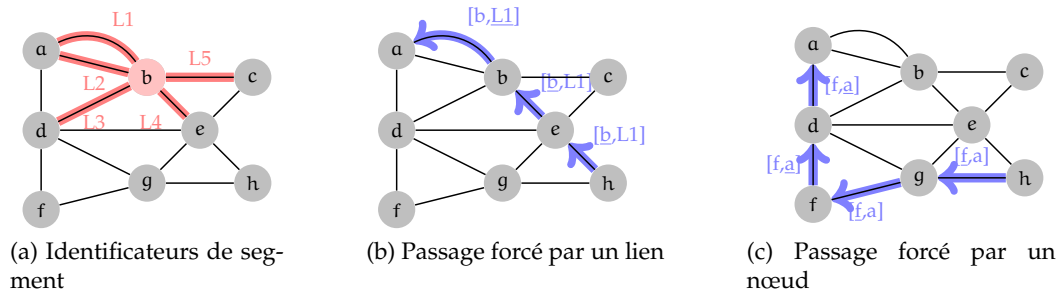 L1
a
L5
b
c
L2
L3
L4
d
e
g
h
f
(a) Identificateurs de seg-
ment
[b,L1]
a
b
c
[b,L1]
d
e
[b,L1]
g
h
f
(b) Passage forcé par un lien
a
b
c
[f,a]
d
e
[f,a]
[f,a]
g
h
f
[f,a]
(c) Passage forcé par un
nœud